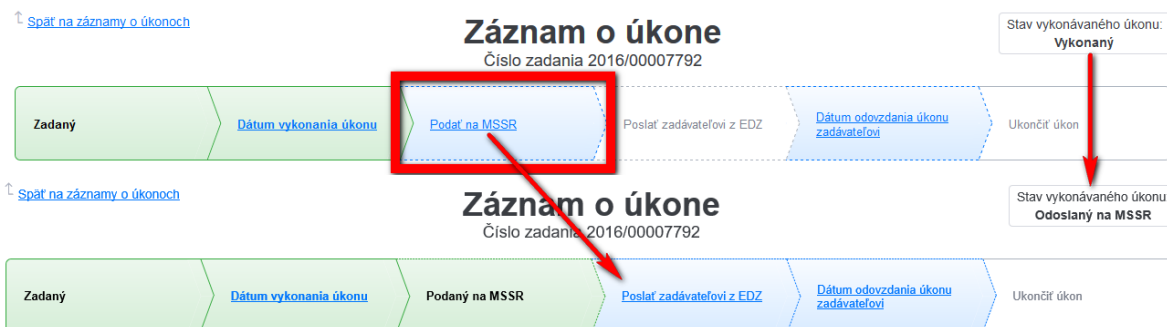 Späť na záznamy o úkonoch
Záznam o úkone
Číslo zadania 2016/00007792
Stav vykonávaného úkonu:
Vykonaný
Zadaný
Dátum vykonania úkonu
Podať na MSSR
Poslať zadávateľovi z EDZ
Dátum odovzdania úkonu
zadávateľovi
Ukončiť úkon
Späť na záznamy o úkonoch
Záznam o úkone
Číslo zadania 2016/00007792
Stav vykonávaného úkonu
Odoslaný na MSSR
Zadaný
Dátum vykonania úkonu
Podaný na MSSR
Poslať zadávateľovi z EDZ
Dátum odovzdania úkonu
zadávateľovi
Ukončiť úkon